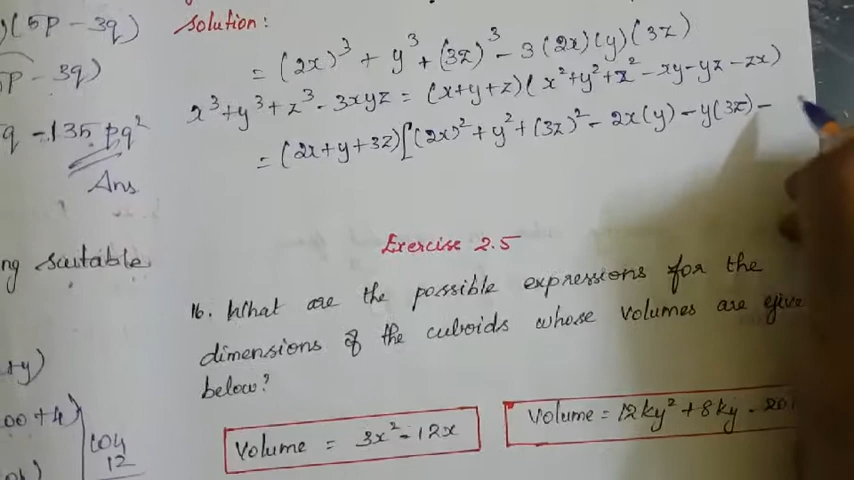 )(5p - 3q)
5p - 3q)
q - 135 pq²
Ans
ng suitable
+y)
00 + 4)
104
12
Solution:
= (2x)³ + y³ + (3z)³ - 3(2x)(y)(3z)
x³+y³+z³-3xyz = (x+y+z)(x²+y²+z²-xy-yz-zx)
= (2x+y+3z)[(2x)²+y²+(3z)²-2x(y)-y(3z)-
Exercise 2.5
16. What are the possible expressions for the
dimensions of the cuboids whose volumes are give
below?
Volume = 3x²-12x
Volume = 12ky²+8ky-20